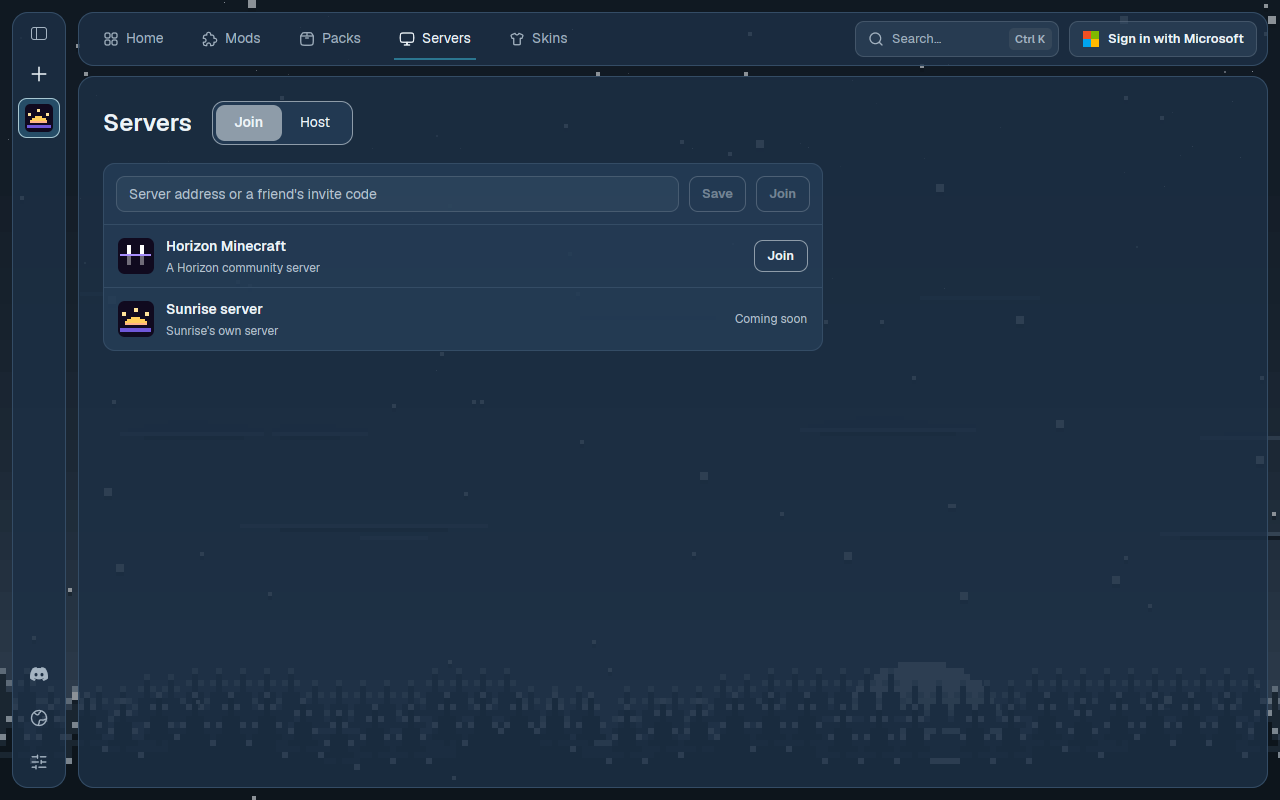 Home
Mods
Packs
Servers
Skins
Search...
Ctrl K
Sign in with Microsoft
Servers
Join
Host
Server address or a friend's invite code
Save
Join
Horizon Minecraft
A Horizon community server
Join
Sunrise server
Sunrise's own server
Coming soon